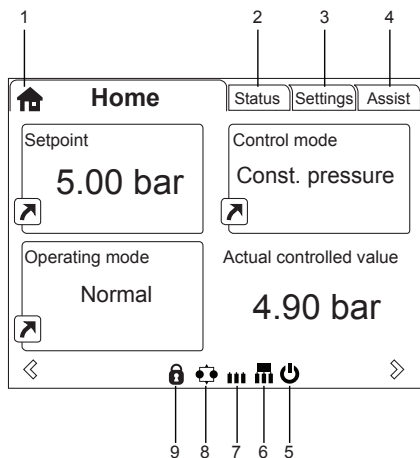 1 2 3 4
Home Status Settings Assist
Setpoint
5.00 bar
Control mode
Const. pressure
Operating mode
Normal
Actual controlled value
4.90 bar
9 8 7 6 5